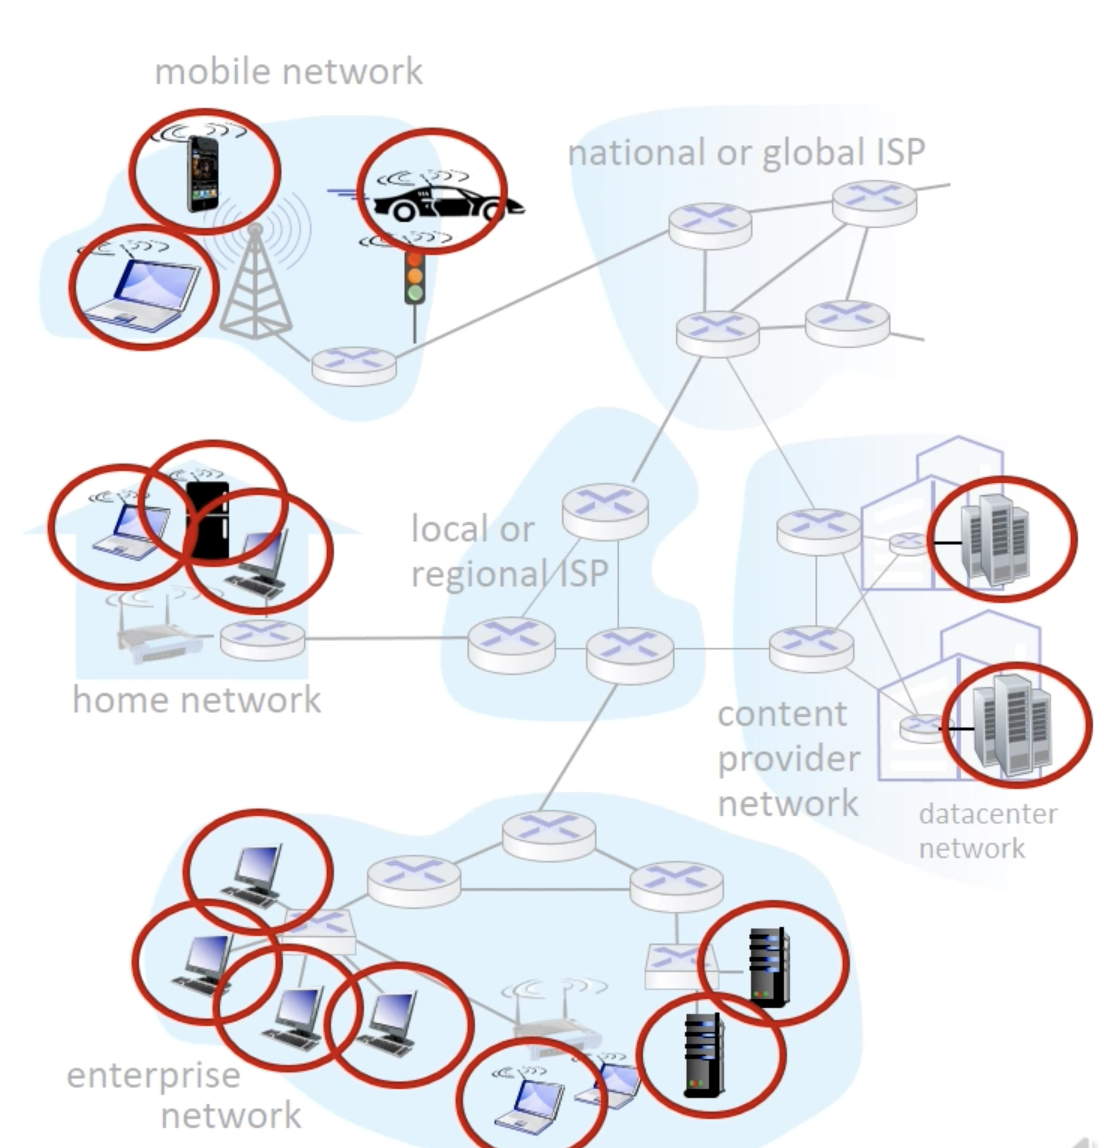 mobile network
national or global ISP
local or
regional ISP
home network
content
provider
network
datacenter
network
enterprise
network